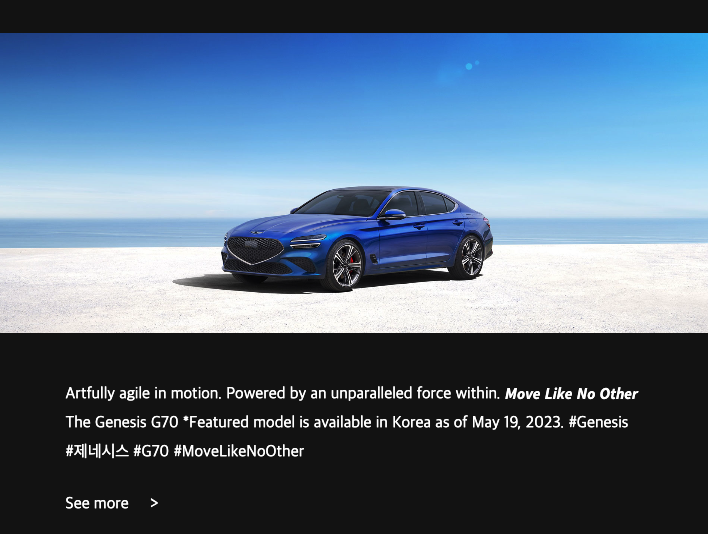 Artfully agile in motion. Powered by an unparalleled force within. Move Like No Other
The Genesis G70 *Featured model is available in Korea as of May 19, 2023. #Genesis
#제네시스 #G70 #MoveLikeNoOther
See more >